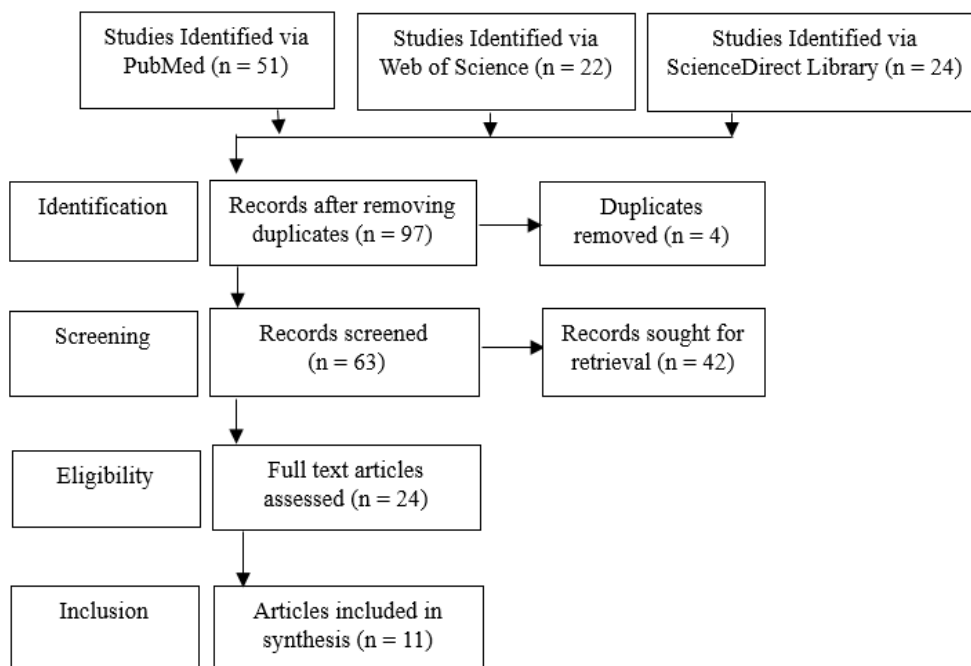 Studies Identified via
PubMed (n = 51)
Studies Identified via
Web of Science (n = 22)
Studies Identified via
ScienceDirect Library (n = 24)
Identification
Records after removing
duplicates (n = 97)
Duplicates
removed (n = 4)
Screening
Records screened
(n = 63)
Records sought for
retrieval (n = 42)
Eligibility
Full text articles
assessed (n = 24)
Inclusion
Articles included in
synthesis (n = 11)